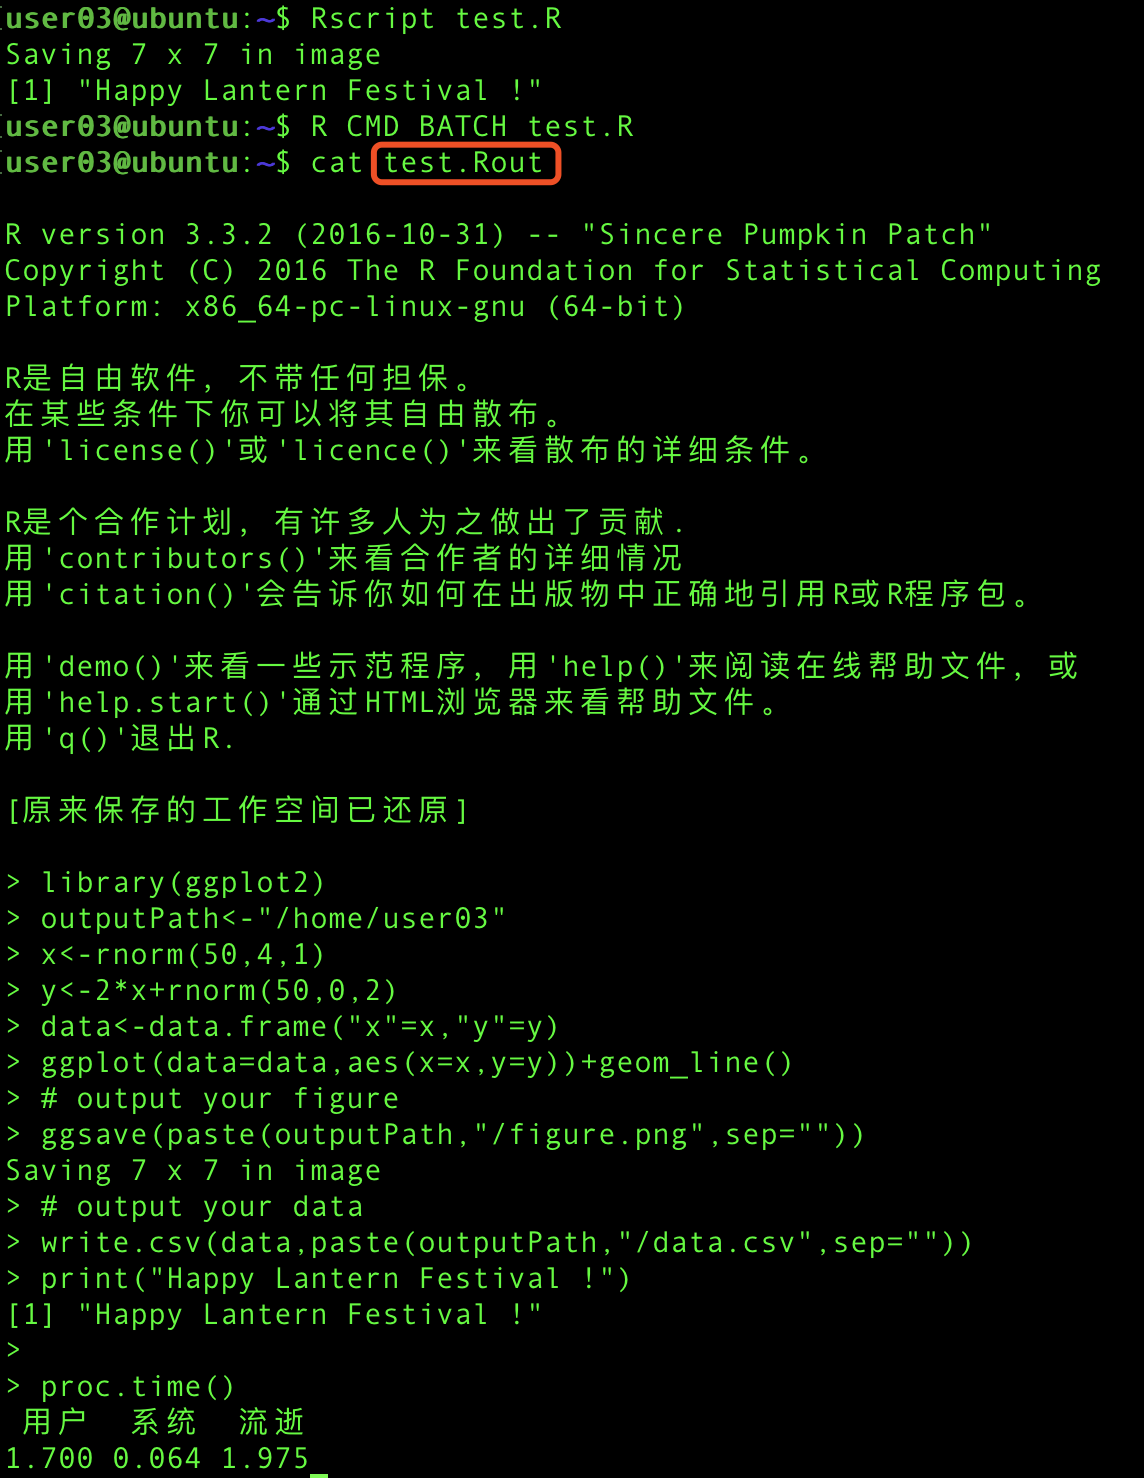 user03@ubuntu:~$ Rscript test.R
Saving 7 x 7 in image
[1] "Happy Lantern Festival !"
user03@ubuntu:~$ R CMD BATCH test.R
user03@ubuntu:~$ cat test.Rout
R version 3.3.2 (2016-10-31) -- "Sincere Pumpkin Patch"
Copyright (C) 2016 The R Foundation for Statistical Computing
Platform: x86_64-pc-linux-gnu (64-bit)
R是自由软件，不带任何担保。
在某些条件下你可以将其自由散布。
用'license()'或'licence()'来看散布的详细条件。
R是个合作计划，有许多人为之做出了贡献.
用'contributors()'来看合作者的详细情况
用'citation()'会告诉你如何在出版物中正确地引用R或R程序包。
用'demo()'来看一些示范程序，用'help()'来阅读在线帮助文件，或
用'help.start()'通过HTML浏览器来看帮助文件。
用'q()'退出R.
[原来保存的工作空间已还原]
> library(ggplot2)
> outputPath<-"/home/user03"
> x<-rnorm(50,4,1)
> y<-2*x+rnorm(50,0,2)
> data<-data.frame("x"=x,"y"=y)
> ggplot(data=data,aes(x=x,y=y))+geom_line()
> # output your figure
> ggsave(paste(outputPath,"/figure.png",sep=""))
Saving 7 x 7 in image
> # output your data
> write.csv(data,paste(outputPath,"/data.csv",sep=""))
> print("Happy Lantern Festival !")
[1] "Happy Lantern Festival !"
>
> proc.time()
用户 系统 流逝
1.700 0.064 1.975